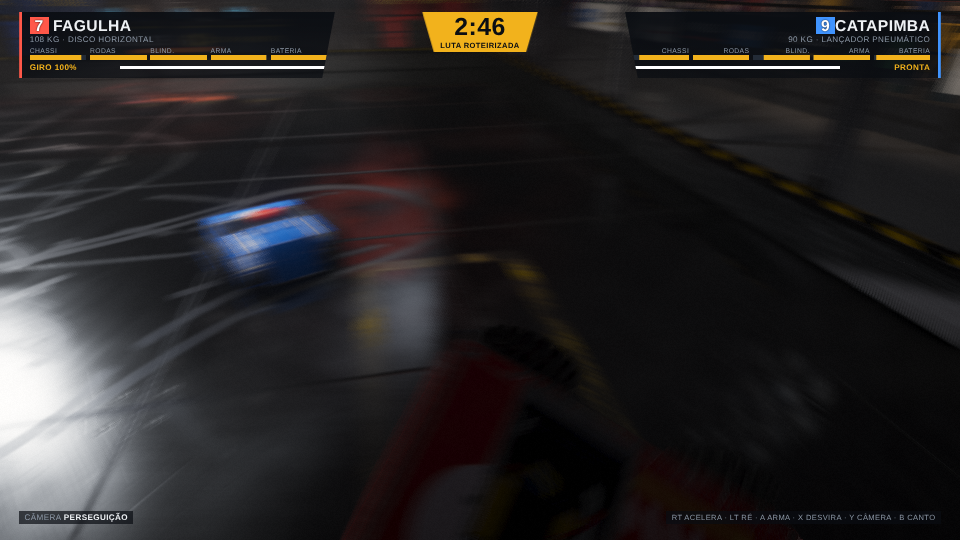 7 FAGULHA
108 KG · DISCO HORIZONTAL
CHASSI RODAS BLIND. ARMA BATERIA
GIRO 100%
2:46
LUTA ROTEIRIZADA
9 CATAPIMBA
90 KG · LANÇADOR PNEUMÁTICO
CHASSI RODAS BLIND. ARMA BATERIA
PRONTA
CÂMERA PERSEGUIÇÃO
RT ACELERA · LT RÉ · A ARMA · X DESVIRA · Y CÂMERA · B CANTO